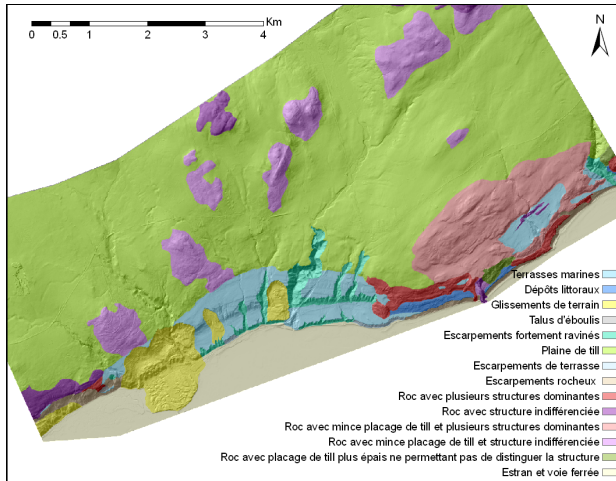 Km
0 0.5 1 2 3 4
N
Terrasses marines
Dépôts littoraux
Glissements de terrain
Talus d'éboulis
Escarpements fortement ravinés
Plaine de till
Escarpements de terrasse
Escarpements rocheux
Roc avec plusieurs structures dominantes
Roc avec structure indifférenciée
Roc avec mince placage de till et plusieurs structures dominantes
Roc avec mince placage de till et structure indifférenciée
Roc avec placage de till plus épais ne permettant pas de distinguer la structure
Estran et voie ferrée